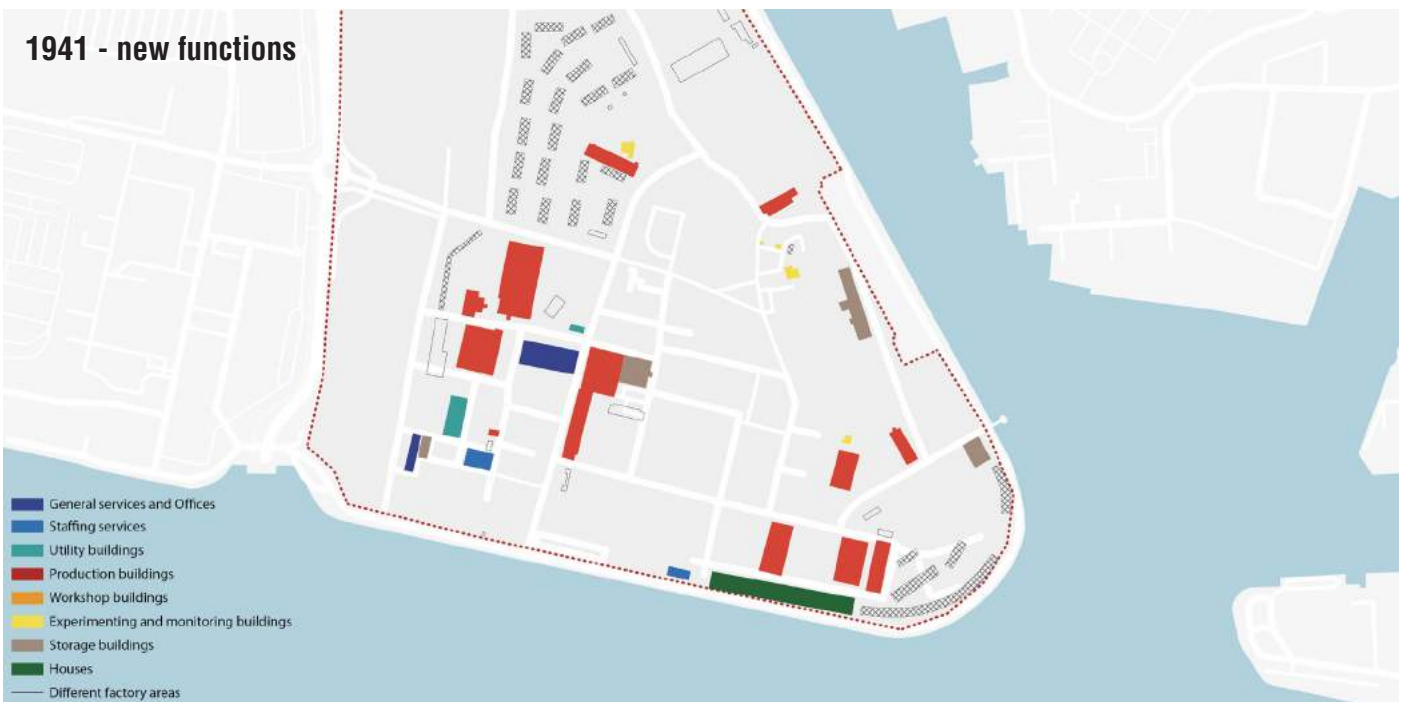 1941 - new functions
General services and Offices
Staffing services
Utility buildings
Production buildings
Workshop buildings
Experimenting and monitoring buildings
Storage buildings
Houses
Different factory areas